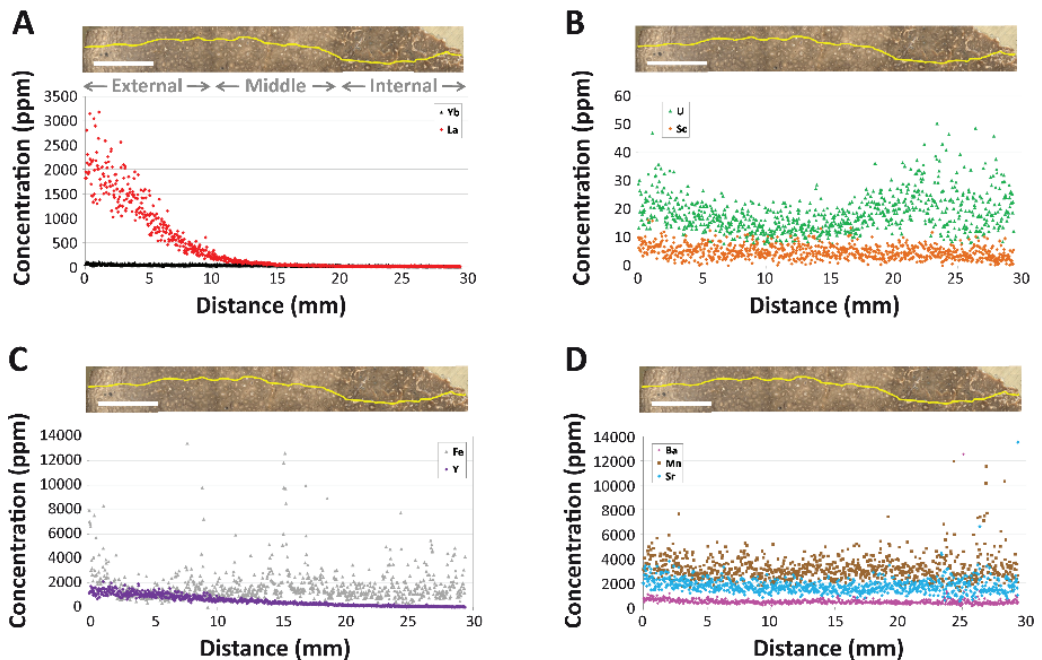 A
External Middle Internal
Concentration (ppm)
3500
3000
2500
2000
1500
1000
500
0
Yb
La
0 5 10 15 20 25 30
Distance (mm)
B
Concentration (ppm)
60
50
40
30
20
10
0
U
Sc
0 5 10 15 20 25 30
Distance (mm)
C
Concentration (ppm)
14000
12000
10000
8000
6000
4000
2000
0
Fe
Y
0 5 10 15 20 25 30
Distance (mm)
D
Concentration (ppm)
14000
12000
10000
8000
6000
4000
2000
0
Ba
Mn
Sr
0 5 10 15 20 25 30
Distance (mm)